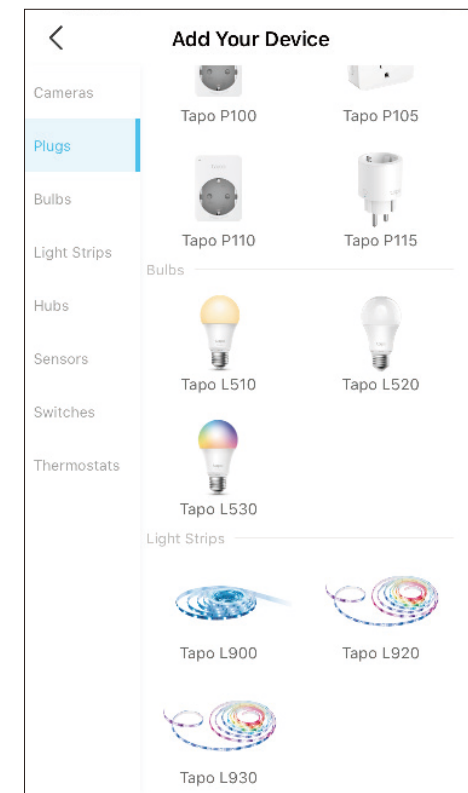 Add Your Device
Cameras
Plugs
Bulbs
Light Strips
Hubs
Sensors
Switches
Thermostats
Tapo P100 Tapo P105
Tapo P110 Tapo P115
Bulbs
Tapo L510 Tapo L520
Tapo L530
Light Strips
Tapo L900 Tapo L920
Tapo L930